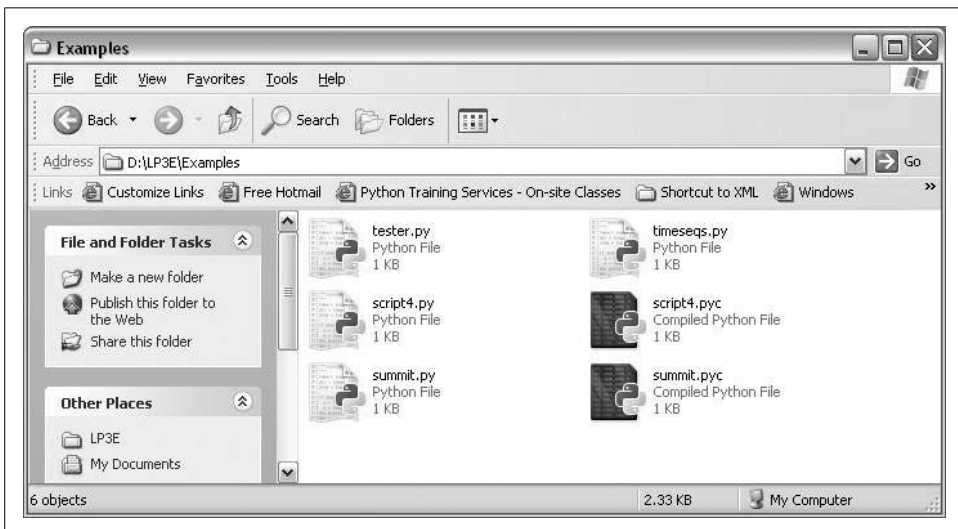 Examples
File Edit View Favorites Tools Help
Back Search Folders
Address D:\LP3E\Examples Go
Links Customize Links Free Hotmail Python Training Services - On-site Classes Shortcut to XML Windows »
File and Folder Tasks
Make a new folder
Publish this folder to
the Web
Share this folder
Other Places
LP3E
My Documents
tester.py
Python File
1 KB
timeseqs.py
Python File
1 KB
script4.py
Python File
1 KB
script4.pyc
Compiled Python File
1 KB
summit.py
Python File
1 KB
summit.pyc
Compiled Python File
1 KB
6 objects 2.33 KB My Computer